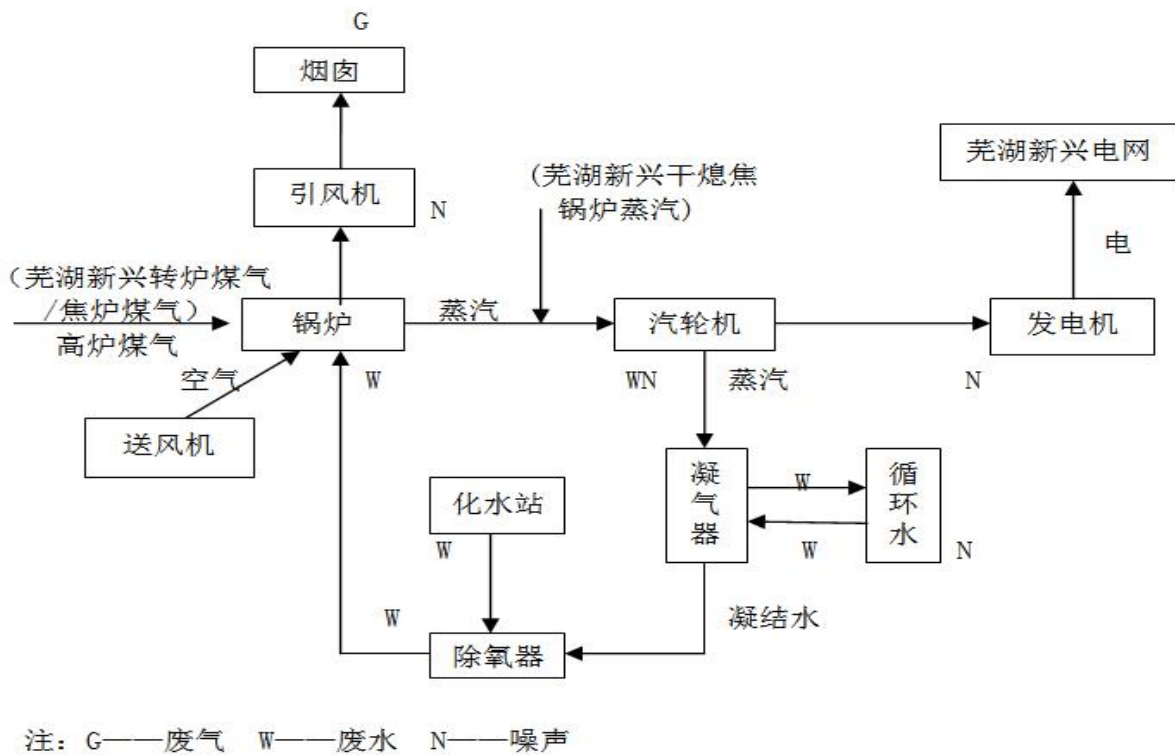 G
烟囱
芜湖新兴电网
引风机
N
(芜湖新兴干熄焦
锅炉蒸汽)
电
（芜湖新兴转炉煤气
/焦炉煤气）
高炉煤气
锅炉
蒸汽
汽轮机
发电机
空气
W
WN
蒸汽
N
送风机
凝气器
W
W
循环水
N
化水站
W
W
凝结水
除氧器
注：G——废气 W——废水 N——噪声